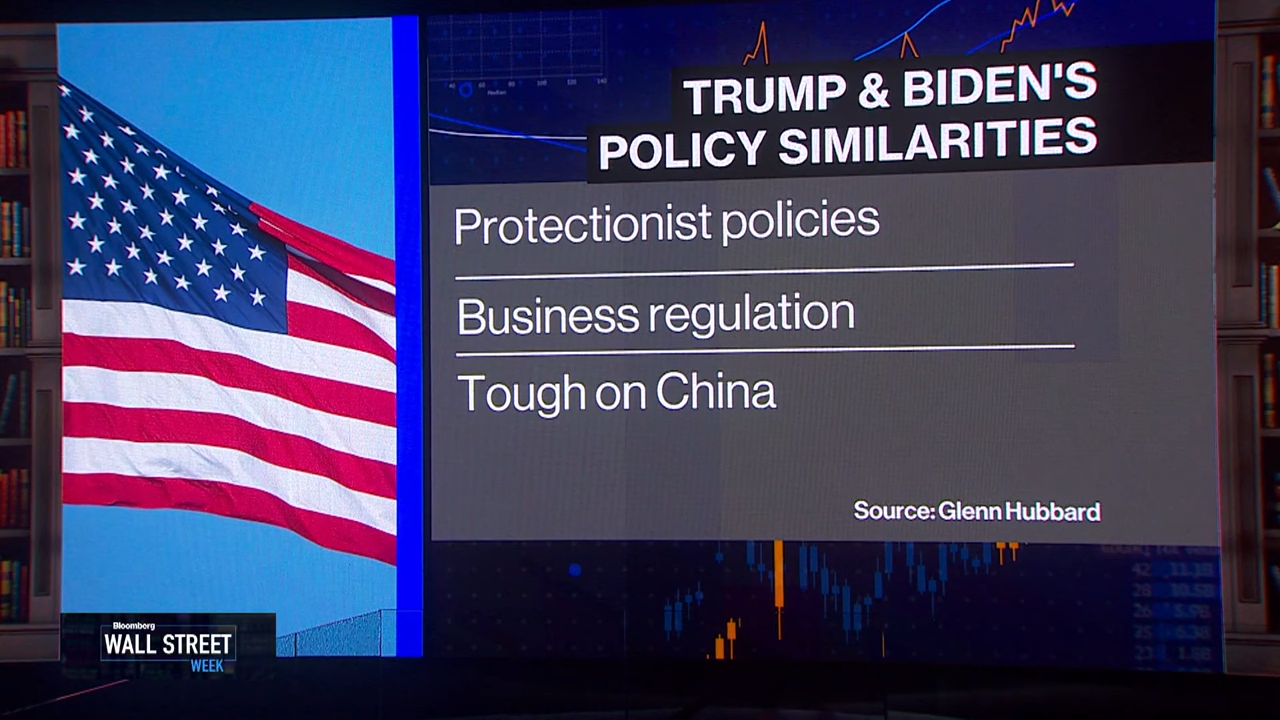 TRUMP & BIDEN'S
POLICY SIMILARITIES
Protectionist policies
Business regulation
Tough on China
Source: Glenn Hubbard
Bloomberg
WALL STREET
WEEK